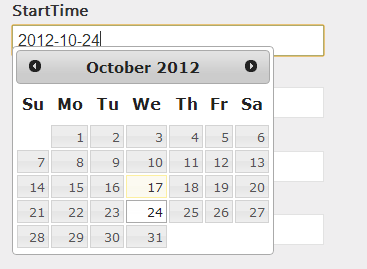 StartTime
2012-10-24
October 2012
Su Mo Tu We Th Fr Sa
1 2 3 4 5 6
7 8 9 10 11 12 13
14 15 16 17 18 19 20
21 22 23 24 25 26 27
28 29 30 31